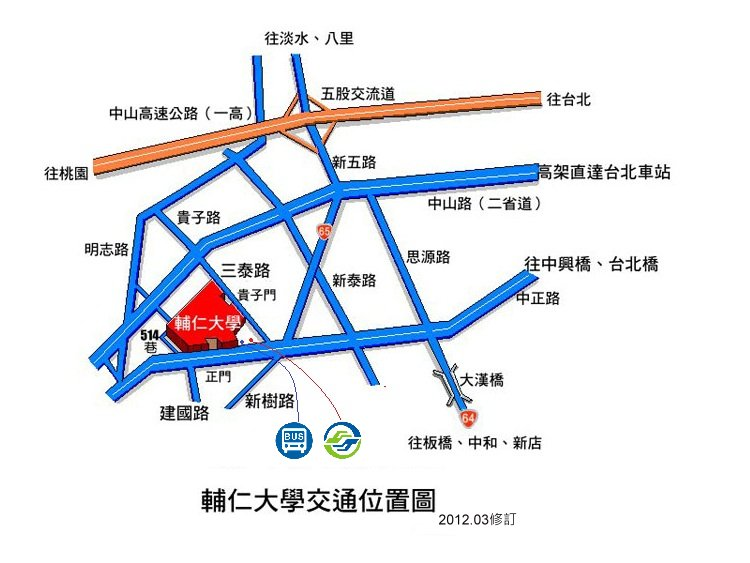 往淡水、八里
五股交流道
往台北
中山高速公路（一高）
新五路
往桃園
高架直達台北車站
中山路（二省道）
貴子路
65
明志路
思源路
三泰路
往中興橋、台北橋
新泰路
貴子門
中正路
輔仁大學
514
巷
正門
大漢橋
建國路
新樹路
64
BUS
往板橋、中和、新店
輔仁大學交通位置圖
2012.03修訂